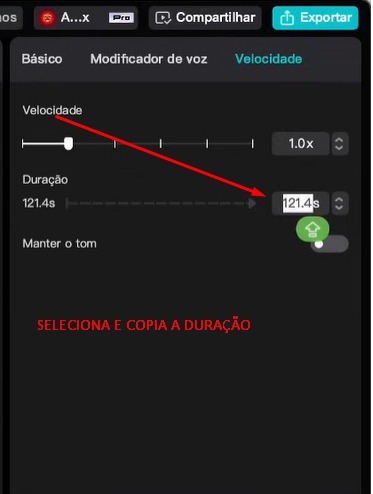 nos A...x Pro Compartilhar Exportar
Básico Modificador de voz Velocidade
Velocidade
1.0x
Duração
121.4s 121.4s
Manter o tom
SELECIONA E COPIA A DURAÇÃO